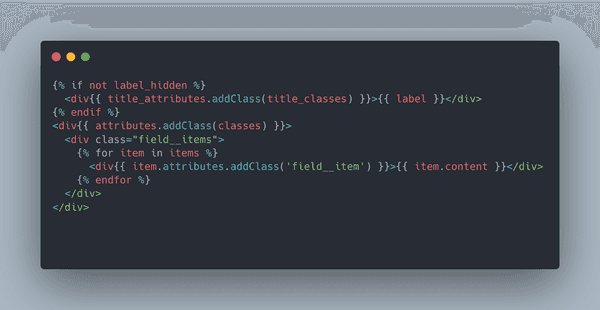 {% if not label_hidden %}
<div{{ title_attributes.addClass(title_classes) }}>{{ label }}</div>
{% endif %}
<div{{ attributes.addClass(classes) }}>
<div class="field__items">
{% for item in items %}
<div{{ item.attributes.addClass('field__item') }}>{{ item.content }}</div>
{% endfor %}
</div>
</div>